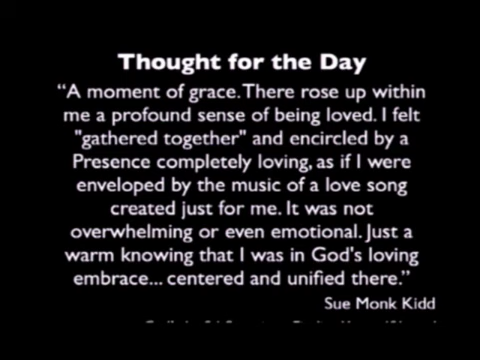 Thought for the Day
“A moment of grace. There rose up within
me a profound sense of being loved. I felt
"gathered together" and encircled by a
Presence completely loving, as if I were
enveloped by the music of a love song
created just for me. It was not
overwhelming or even emotional. Just a
warm knowing that I was in God's loving
embrace... centered and unified there.”
Sue Monk Kidd